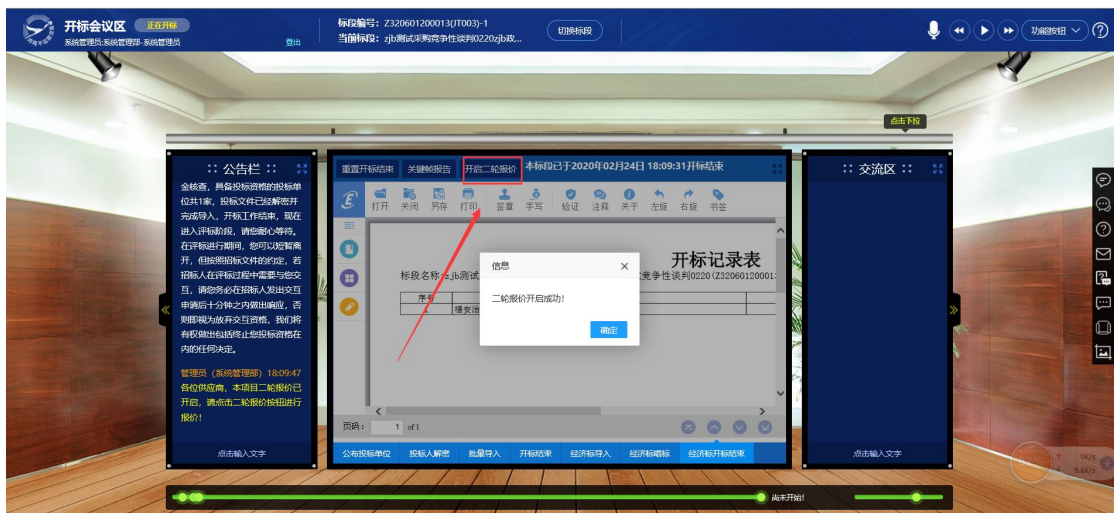 开标会议区 正在开标
系统管理员·系统管理部-系统管理员 登出
标段编号：Z320601200013(JT003)-1
当前标段：zjb测试采购竞争性谈判0220zjb政...
切换标段
功能按钮
点击下拉
:: 公告栏 ::
金核查，具备投标资格的投标单
位共1家，投标文件已经解密并
完成导入，开标工作结束，现在
进入评标阶段，请您耐心等待。
在评标进行期间，您可以短暂离
开，但按照招标文件的约定，若
招标人在评标过程中需要与您交
互，请您务必在招标人发出交互
申请后十分钟之内做出响应，否
则即视为放弃交互资格，我们将
有权做出包括终止您投标资格在
内的任何决定。
管理员（系统管理部）18:09:47
各位供应商，本项目二轮报价已
开启，请点击二轮报价按钮进行
报价！
点击输入文字
重置开标结束 关键帧报告 开启二轮报价 本标段已于2020年02月24日 18:09:31开标结束
打开 关闭 另存 打印 签章 手写 验证 注释 关于 左旋 右旋 书签
开标记录表
标段名称：zjb测试 竞争性谈判0220(Z32060120001:
序号
信息
二轮报价开启成功!
确定
页码： 1 of1
公布投标单位 投标人解密 批量导入 开标结束 经济标导入 经济标唱标 经济标开标结束
:: 交流区 ::
点击输入文字
尚未开始!
0K/s
0.6K/s